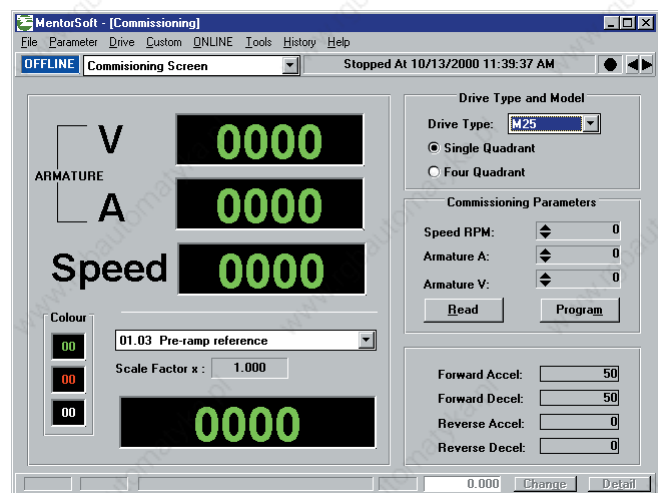 MentorSoft - [Commissioning]
File Parameter Drive Custom ONLINE Tools History Help
OFFLINE Commisioning Screen Stopped At 10/13/2000 11:39:37 AM
Drive Type and Model
Drive Type: M25
Single Quadrant
Four Quadrant
ARMATURE
V 0000
A 0000
Speed 0000
Commissioning Parameters
Speed RPM: 0
Armature A: 0
Armature V: 0
Read Program
Colour
00
00
00
01.03 Pre-ramp reference
Scale Factor x : 1.000
0000
Forward Accel: 50
Forward Decel: 50
Reverse Accel: 0
Reverse Decel: 0
0.000 Change Detail